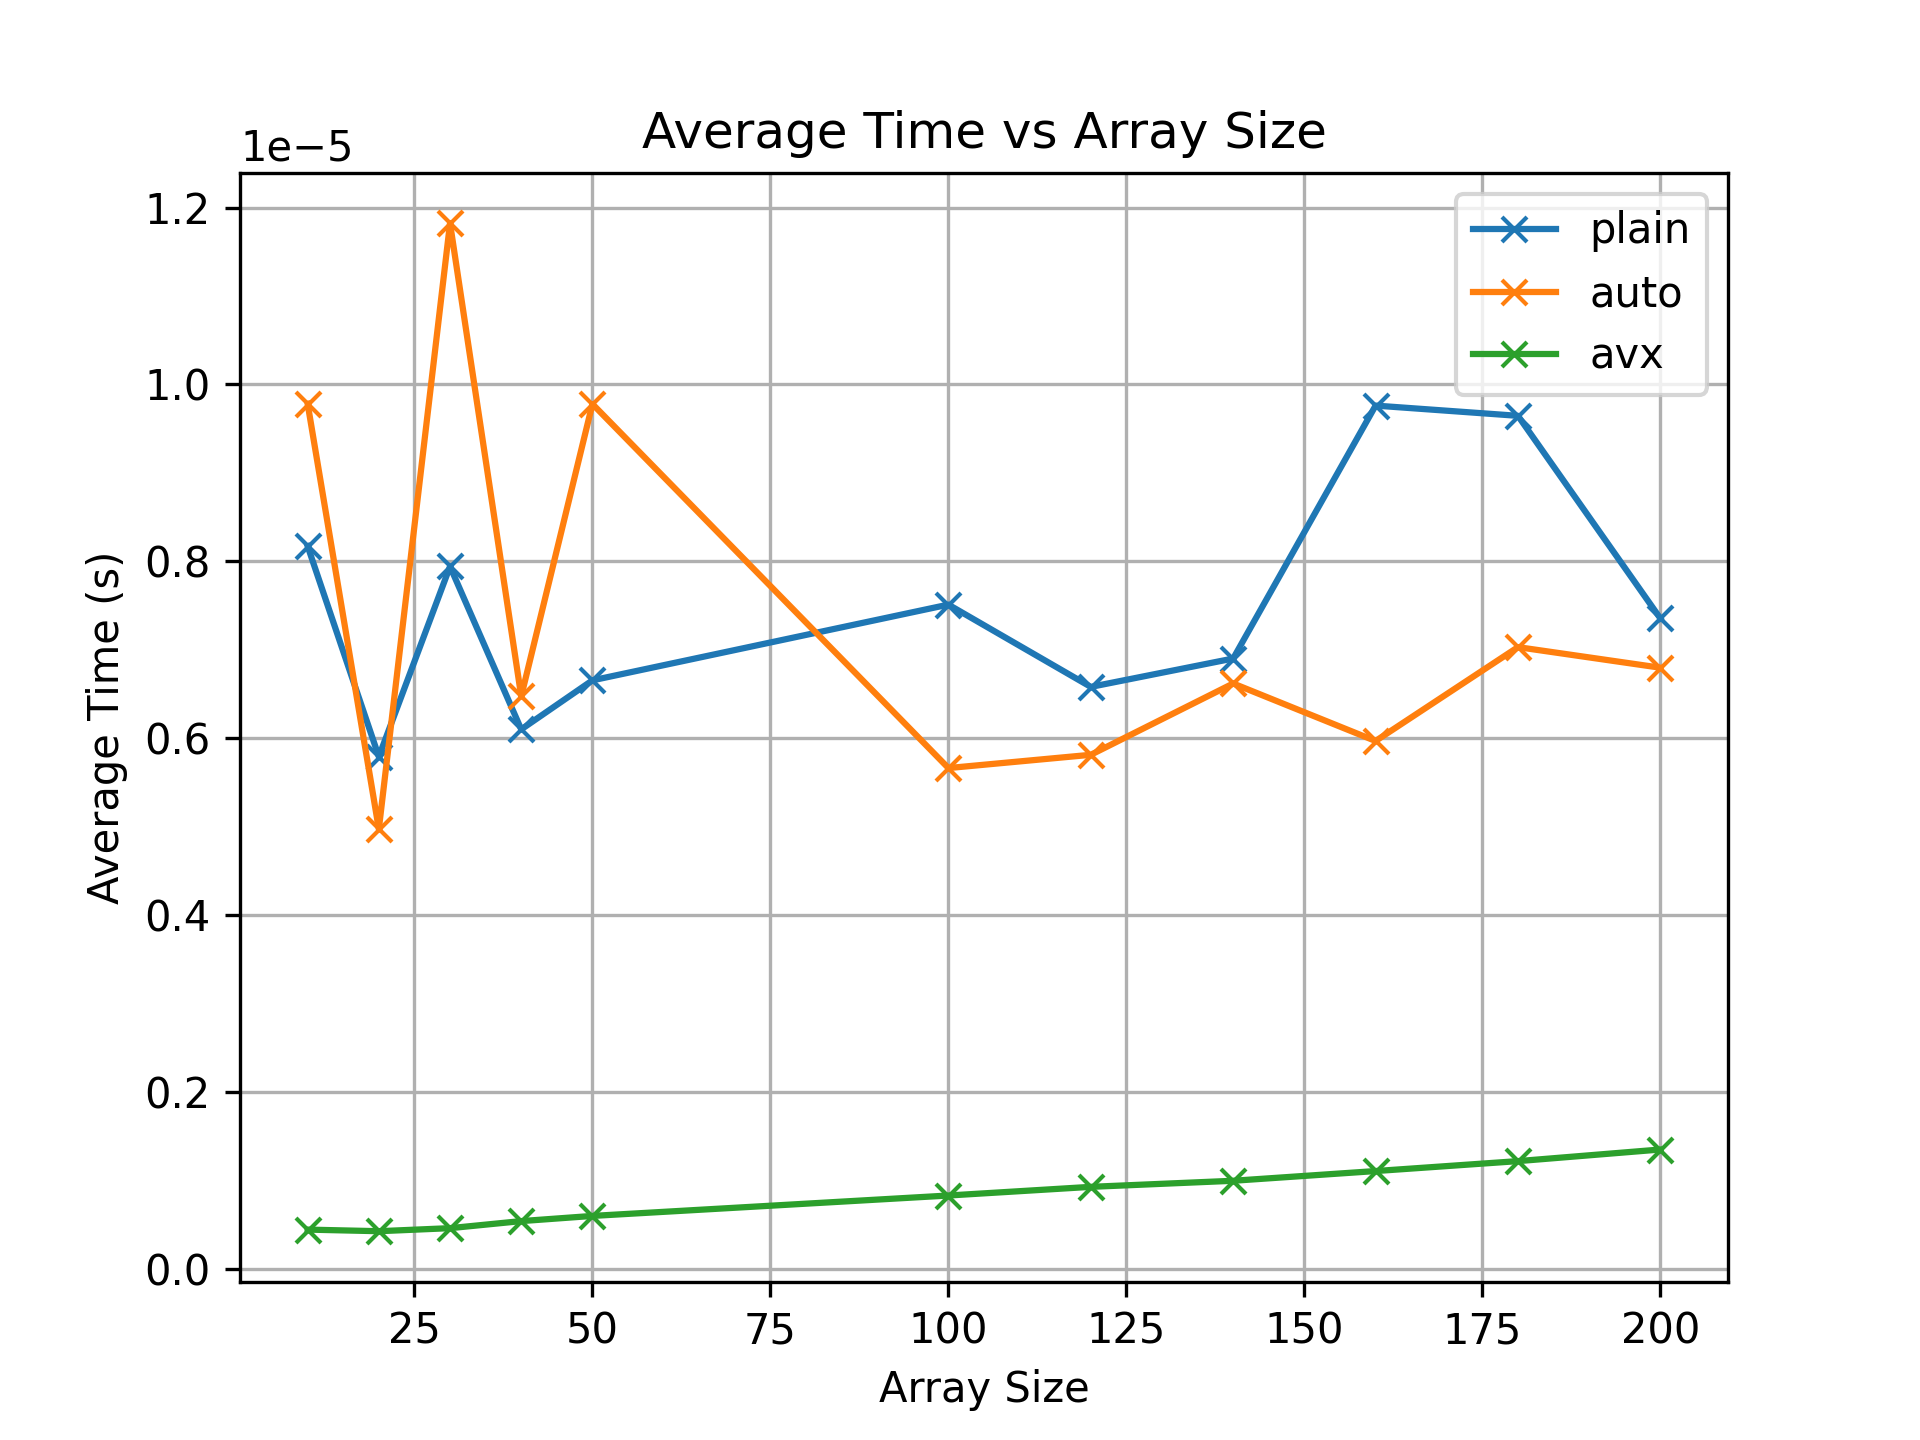 Average Time vs Array Size
1e−5
plain
auto
avx
1.2
1.0
0.8
0.6
0.4
0.2
0.0
Average Time (s)
25 50 75 100 125 150 175 200
Array Size